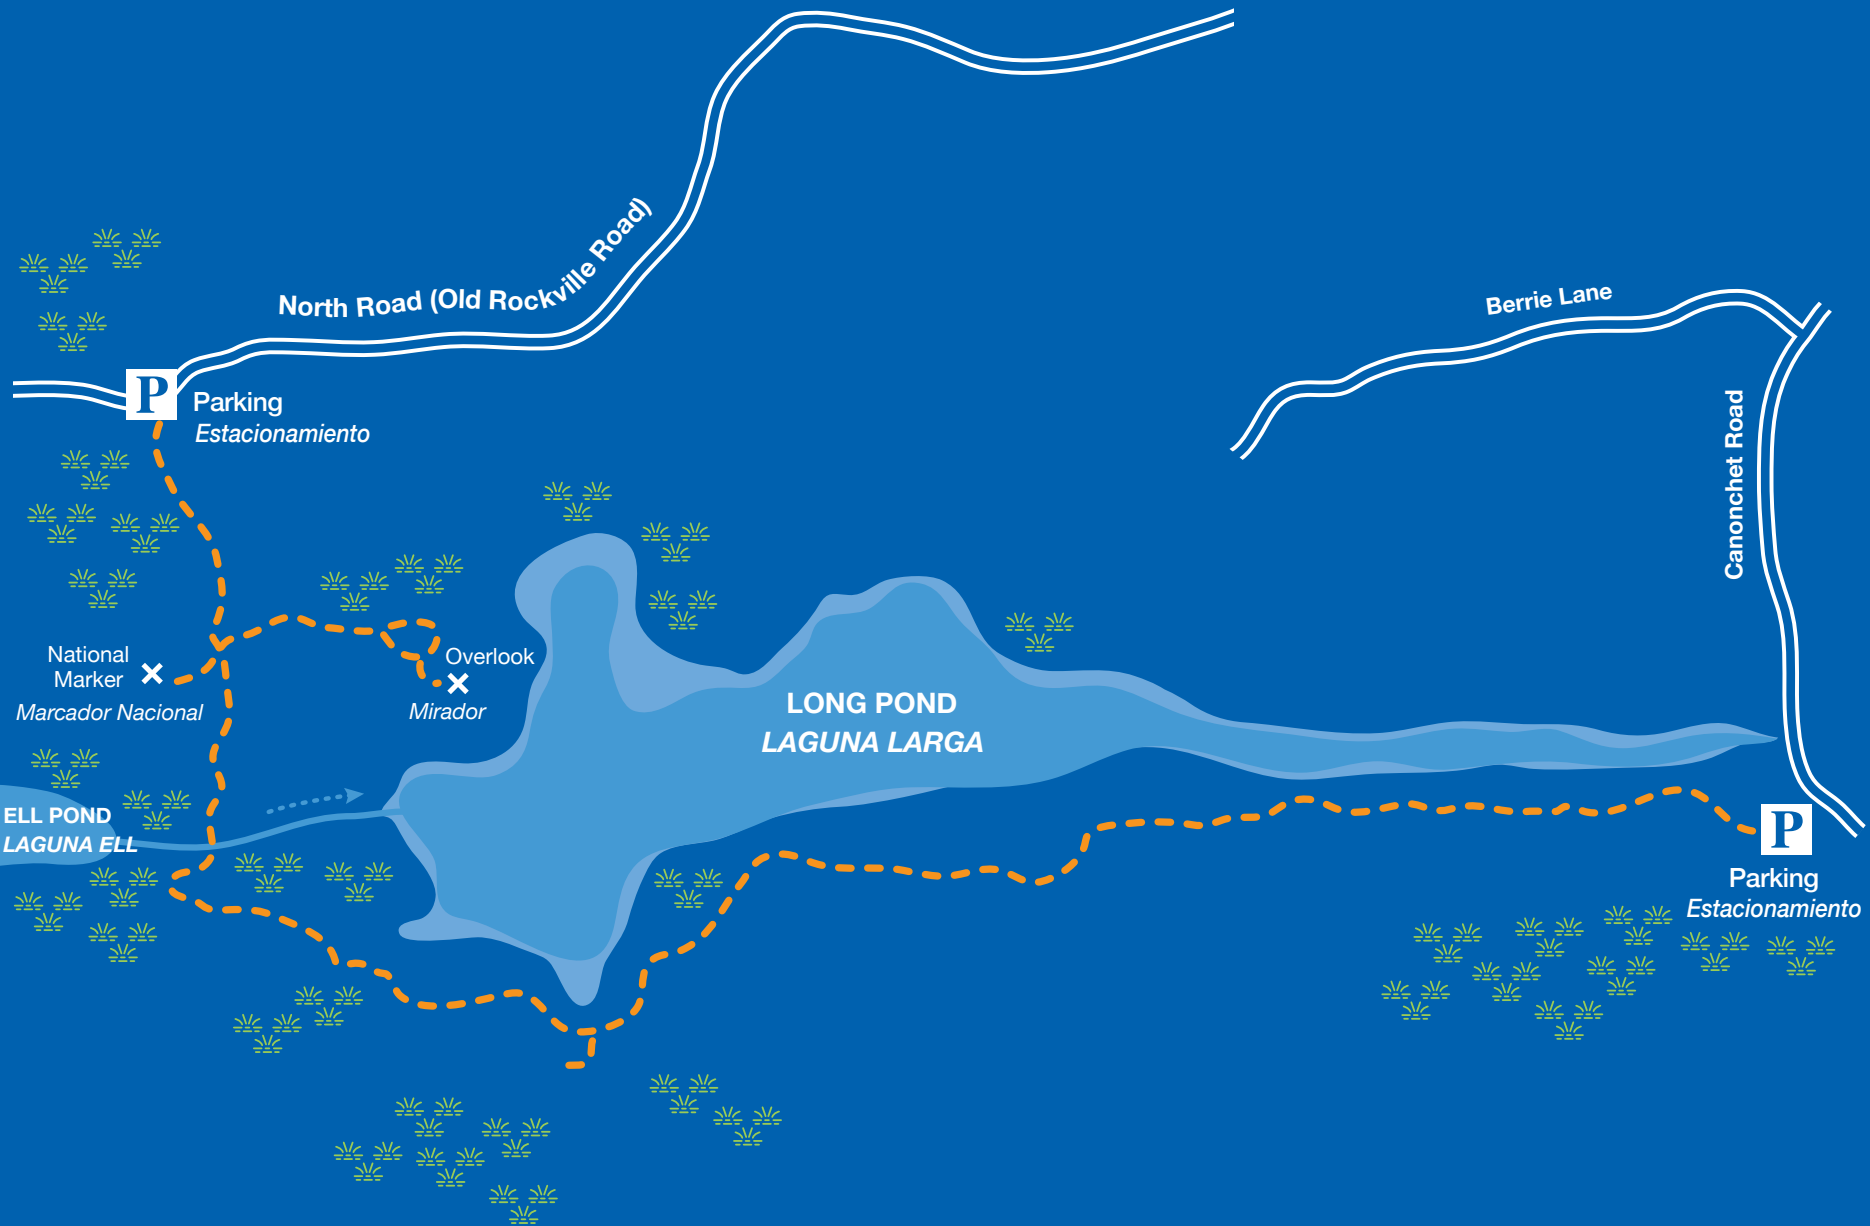 North Road (Old Rockville Road)
Berrie Lane
P
Parking
Estacionamiento
Canonchet Road
National
Marker
Marcador Nacional
Overlook
Mirador
LONG POND
LAGUNA LARGA
ELL POND
LAGUNA ELL
P
Parking
Estacionamiento